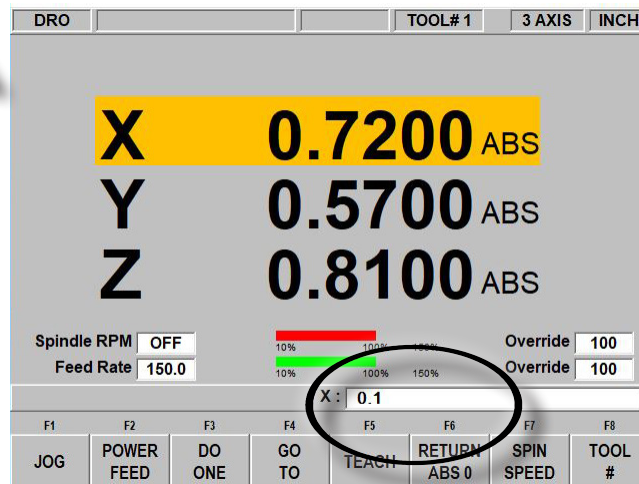 DRO TOOL# 1 3 AXIS INCH
X 0.7200 ABS
Y 0.5700 ABS
Z 0.8100 ABS
Spindle RPM OFF 10% 100% 150% Override 100
Feed Rate 150.0 10% 100% 150% Override 100
X : 0.1
F1 F2 F3 F4 F5 F6 F7 F8
JOG POWER FEED DO ONE GO TO TEACH RETURN ABS 0 SPIN SPEED TOOL #